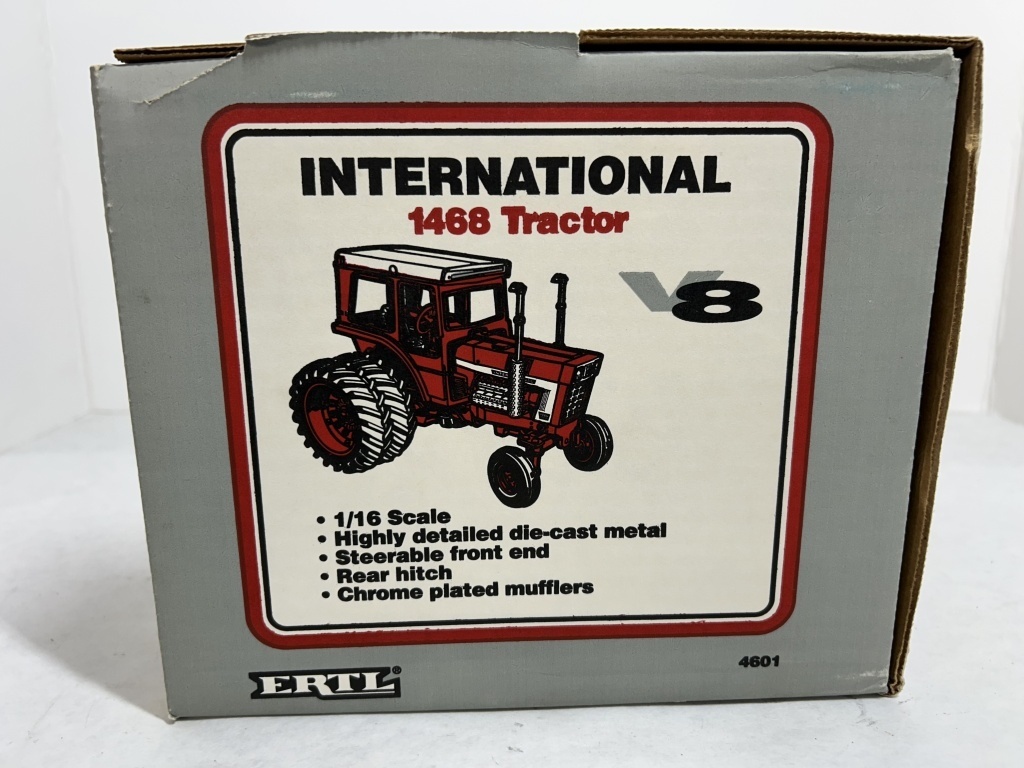 INTERNATIONAL
1468 Tractor
V8
• 1/16 Scale
• Highly detailed die-cast metal
• Steerable front end
• Rear hitch
• Chrome plated mufflers
4601
ERTL®